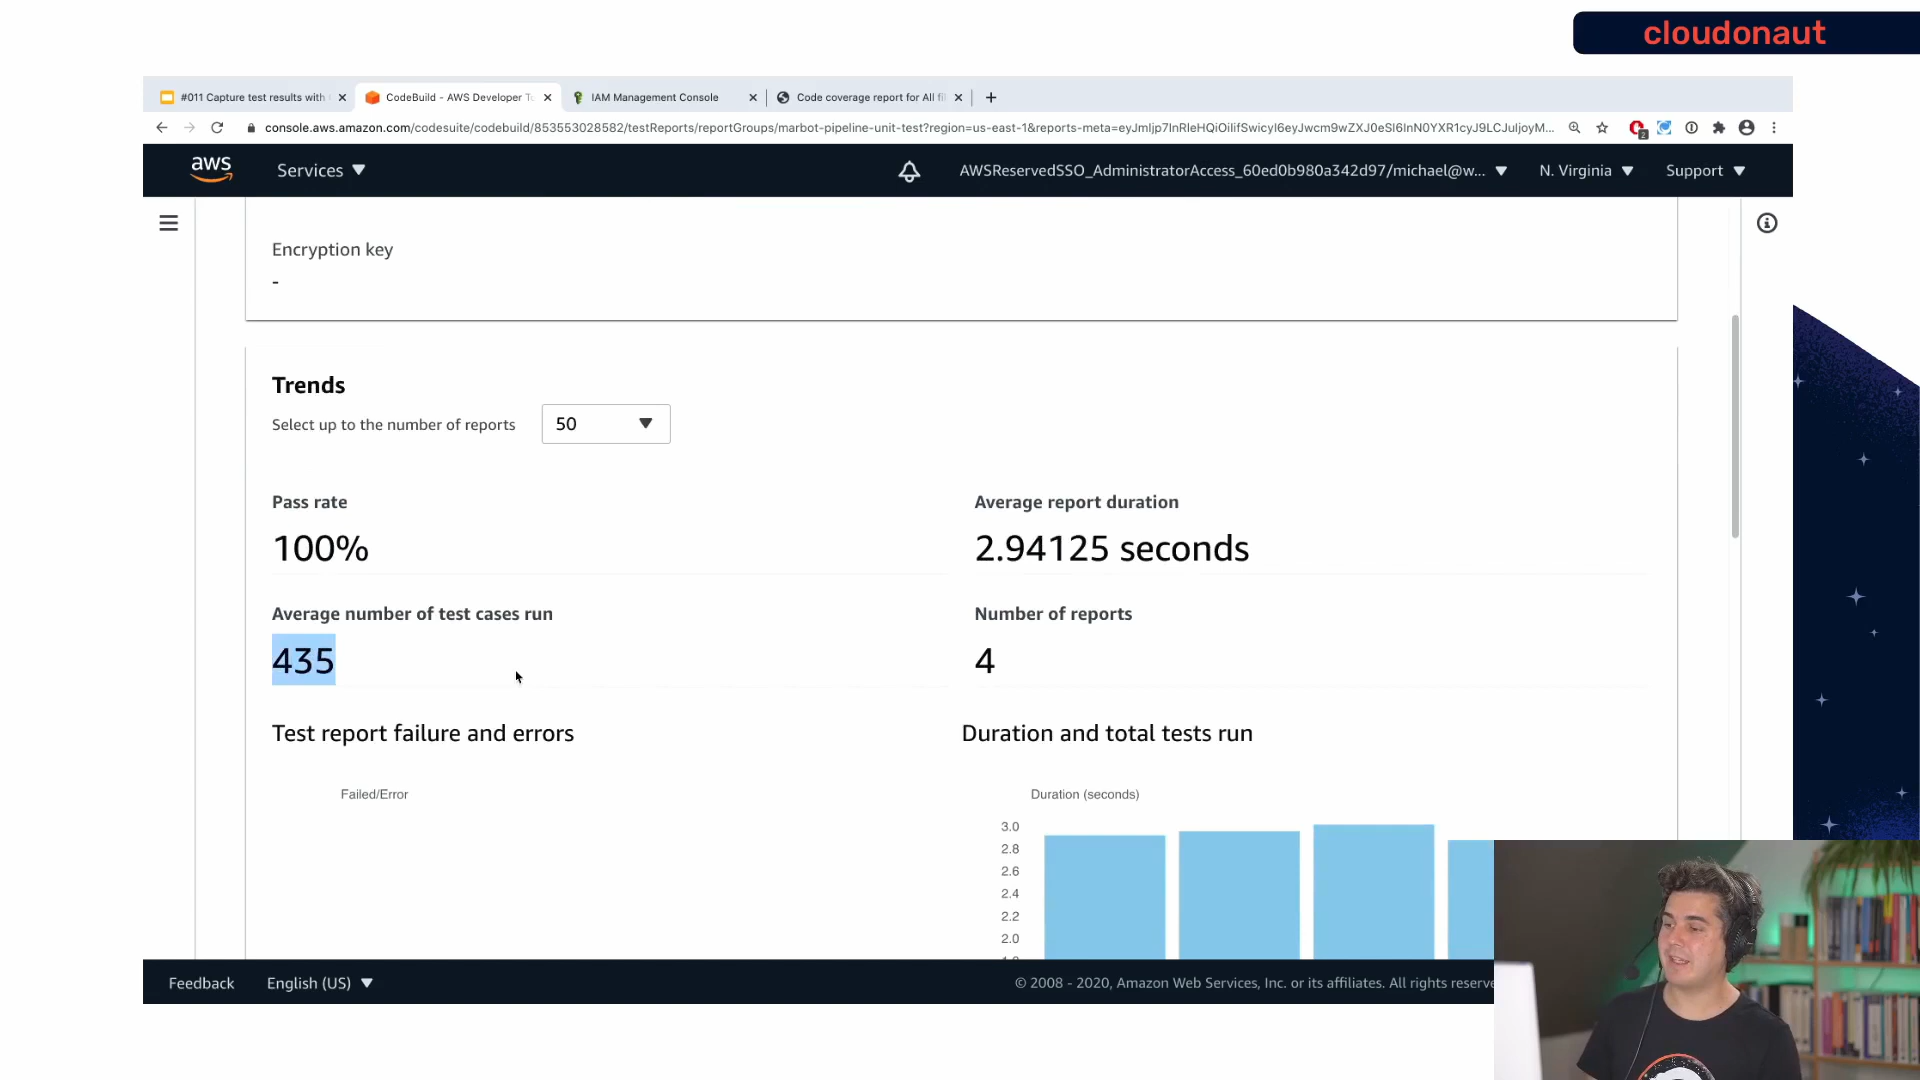 cloudonaut
#011 Capture test results with
CodeBuild - AWS Developer T
IAM Management Console
Code coverage report for All fi
console.aws.amazon.com/codesuite/codebuild/853553028582/testReports/reportGroups/marbot-pipeline-unit-test?region=us-east-1&reports-meta=
aws
Services
AWSReservedSSO_AdministratorAccess_60ed0b980a342d97/michael@w...
N. Virginia
Support
Encryption key
-
Trends
Select up to the number of reports
50
Pass rate
100%
Average report duration
2.94125 seconds
Average number of test cases run
435
Number of reports
4
Test report failure and errors
Duration and total tests run
Failed/Error
Duration (seconds)
3.0
2.8
2.6
2.4
2.2
2.0
Feedback
English (US)
© 2008 - 2020, Amazon Web Services, Inc. or its affiliates. All rights reserve